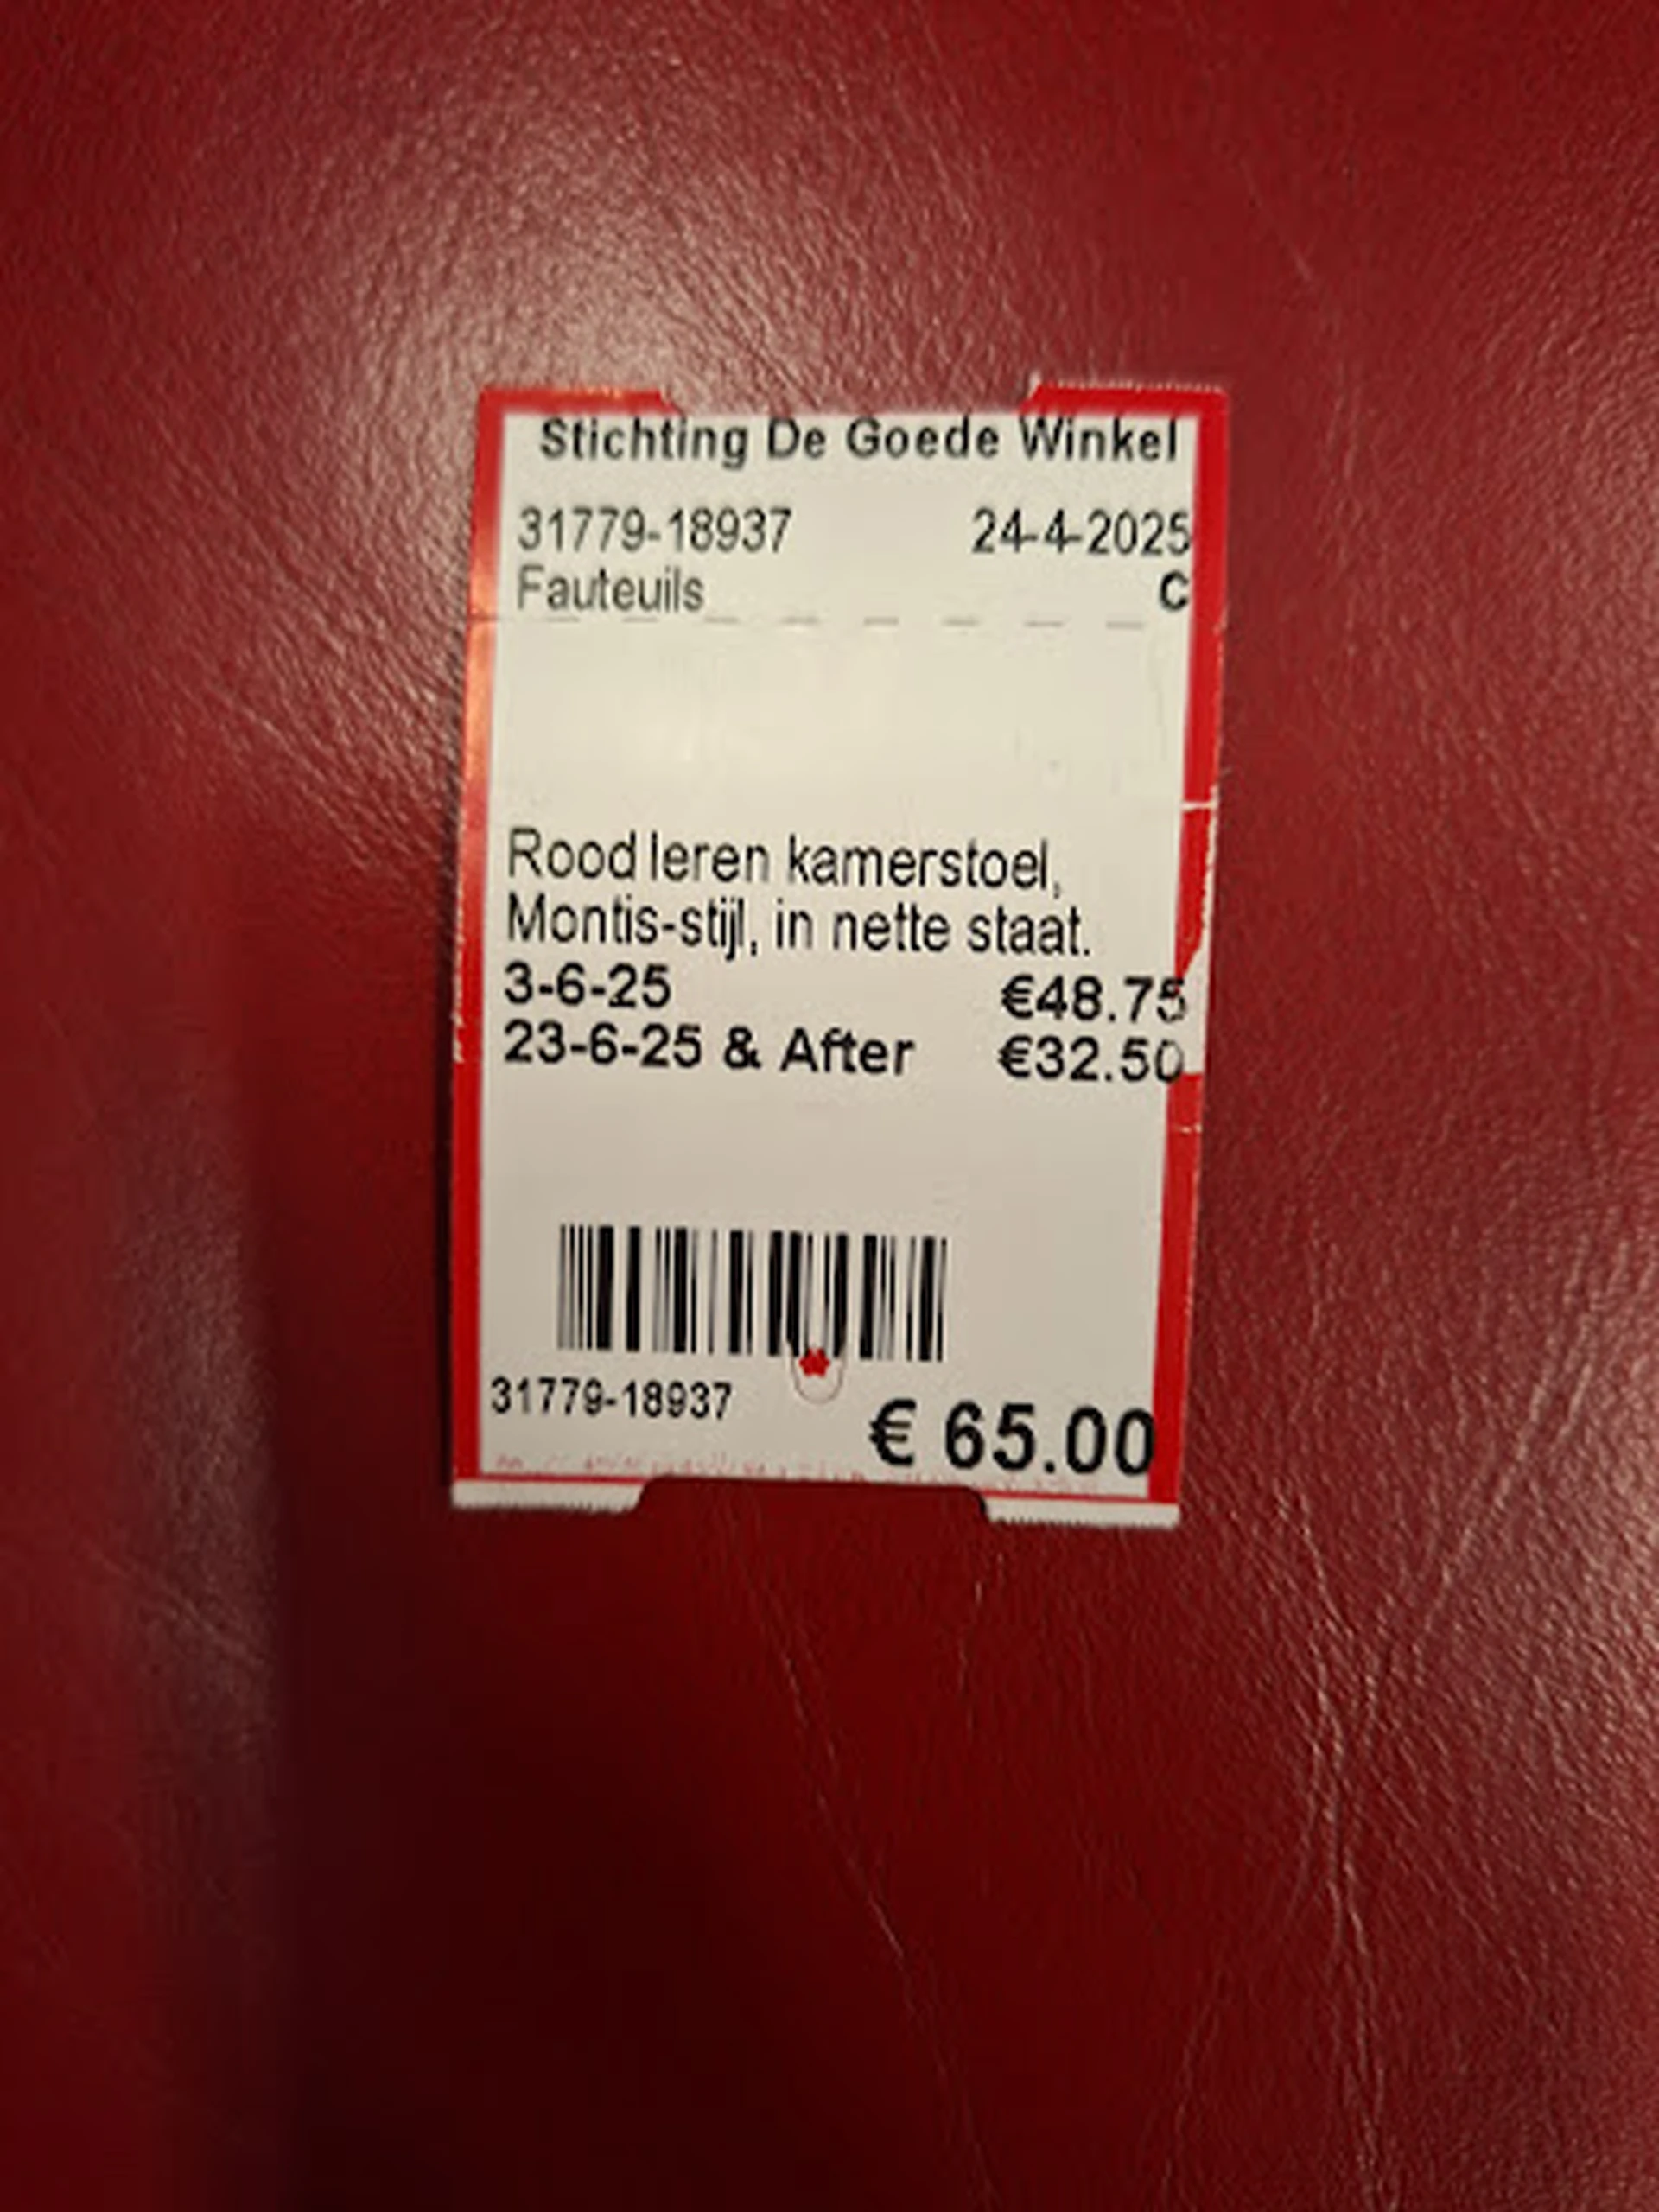 Stichting De Goede Winkel
31779-18937 24-4-2025
Fauteuils C
Rood leren kamerstoel,
Montis-stijl, in nette staat.
3-6-25 €48.75
23-6-25 & After €32.50
31779-18937
€ 65.00